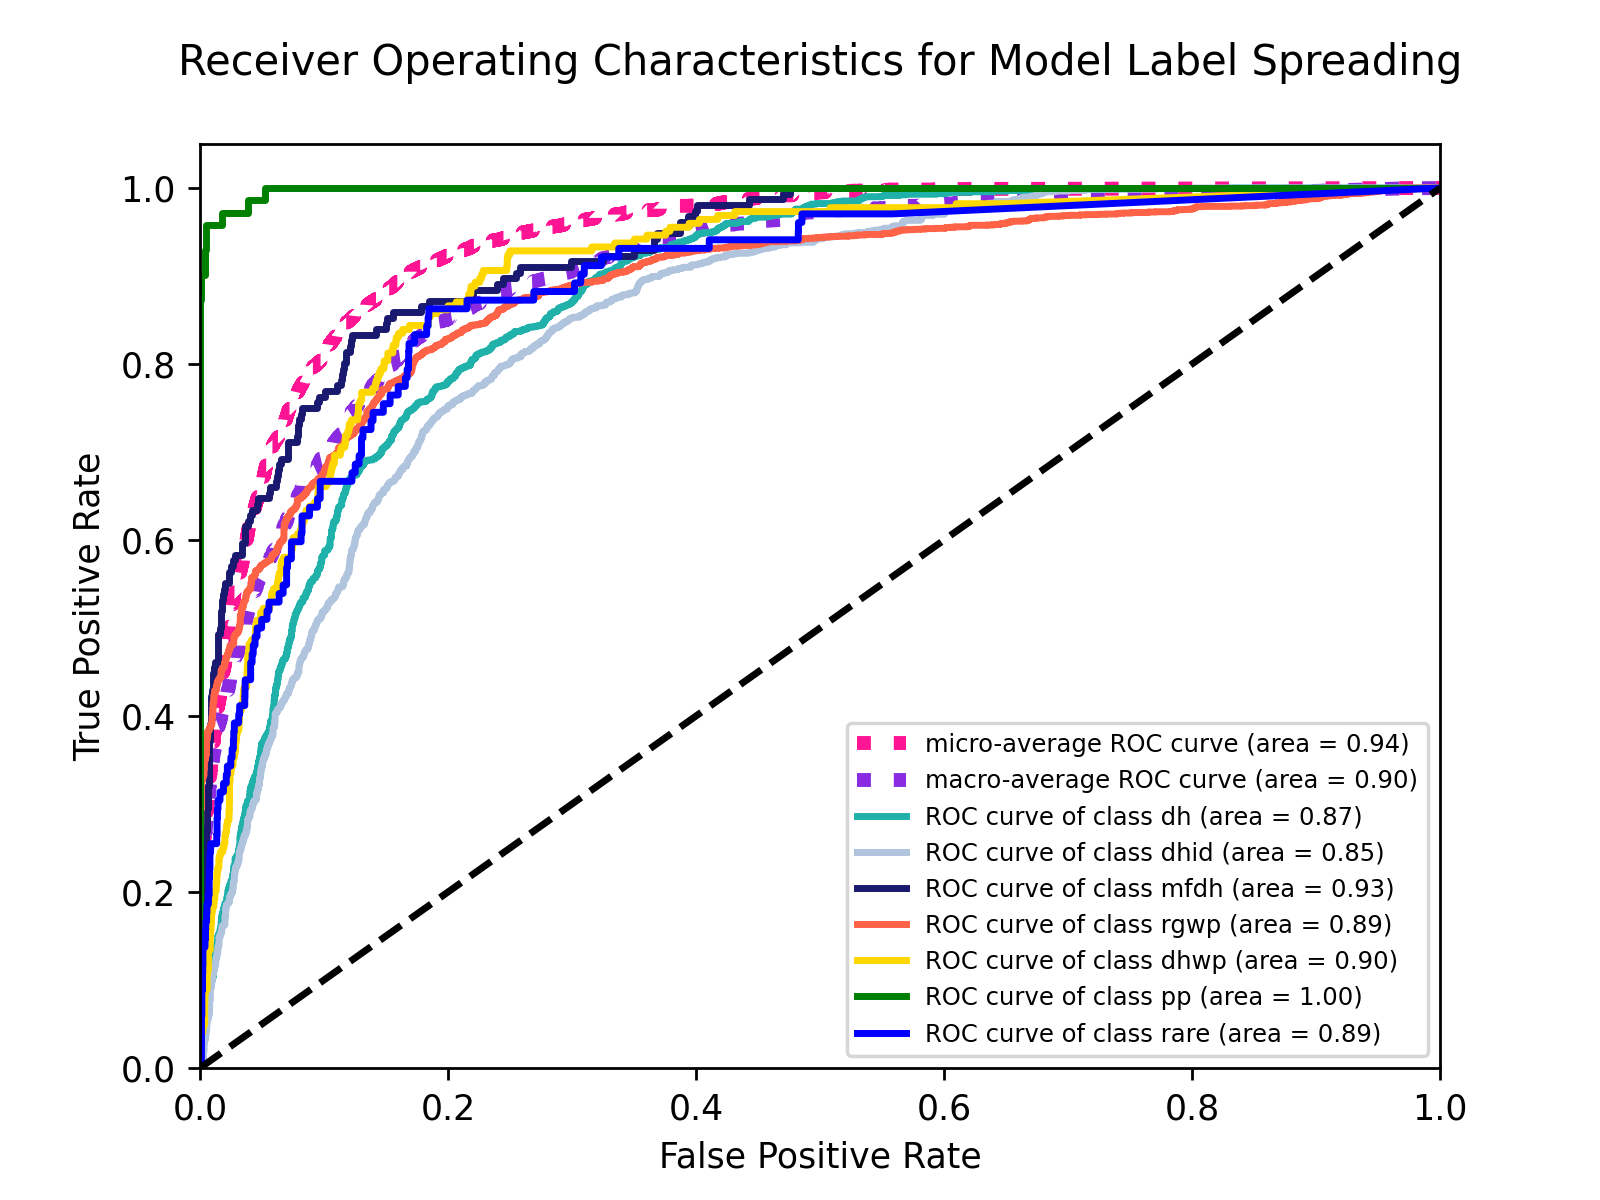 Receiver Operating Characteristics for Model Label Spreading
1.0
0.8
0.6
0.4
0.2
0.0
True Positive Rate
micro-average ROC curve (area = 0.94)
macro-average ROC curve (area = 0.90)
ROC curve of class dh (area = 0.87)
ROC curve of class dhid (area = 0.85)
ROC curve of class mfdh (area = 0.93)
ROC curve of class rgwp (area = 0.89)
ROC curve of class dhwp (area = 0.90)
ROC curve of class pp (area = 1.00)
ROC curve of class rare (area = 0.89)
0.0 0.2 0.4 0.6 0.8 1.0
False Positive Rate